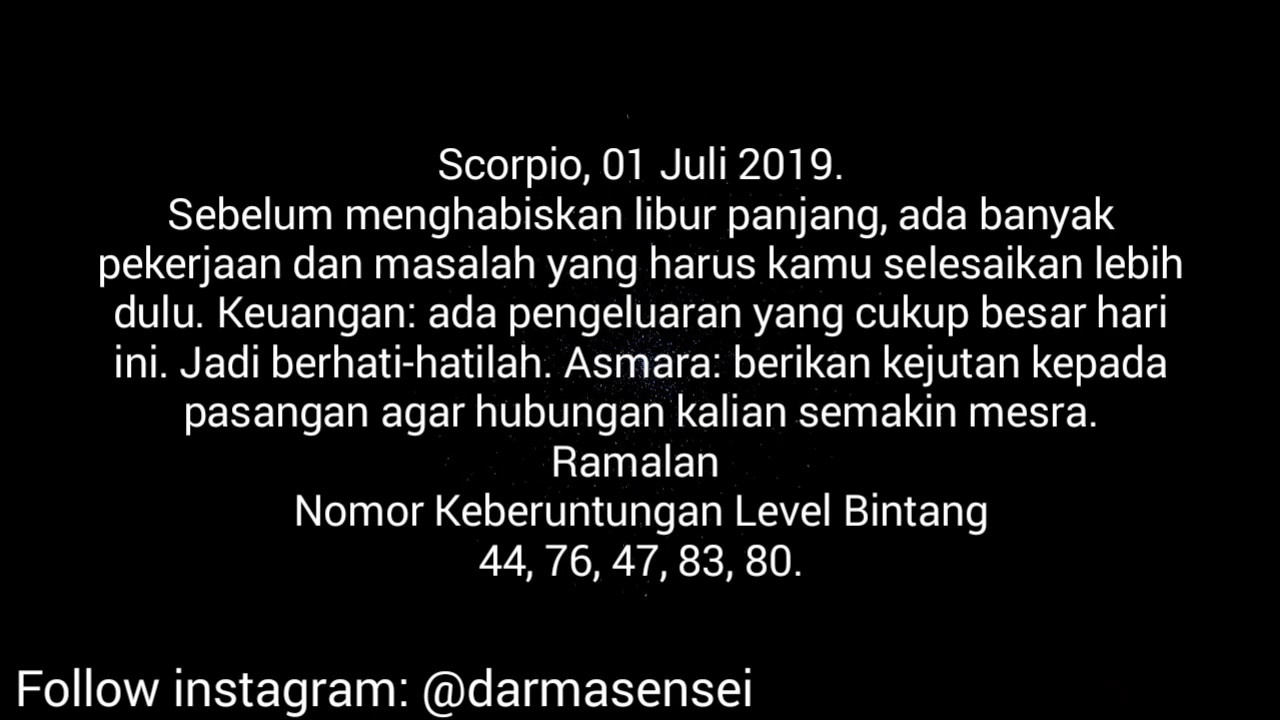 Scorpio, 01 Juli 2019.
Sebelum menghabiskan libur panjang, ada banyak
pekerjaan dan masalah yang harus kamu selesaikan lebih
dulu. Keuangan: ada pengeluaran yang cukup besar hari
ini. Jadi berhati-hatilah. Asmara: berikan kejutan kepada
pasangan agar hubungan kalian semakin mesra.
Ramalan
Nomor Keberuntungan Level Bintang
44, 76, 47, 83, 80.
Follow instagram: @darmasensei